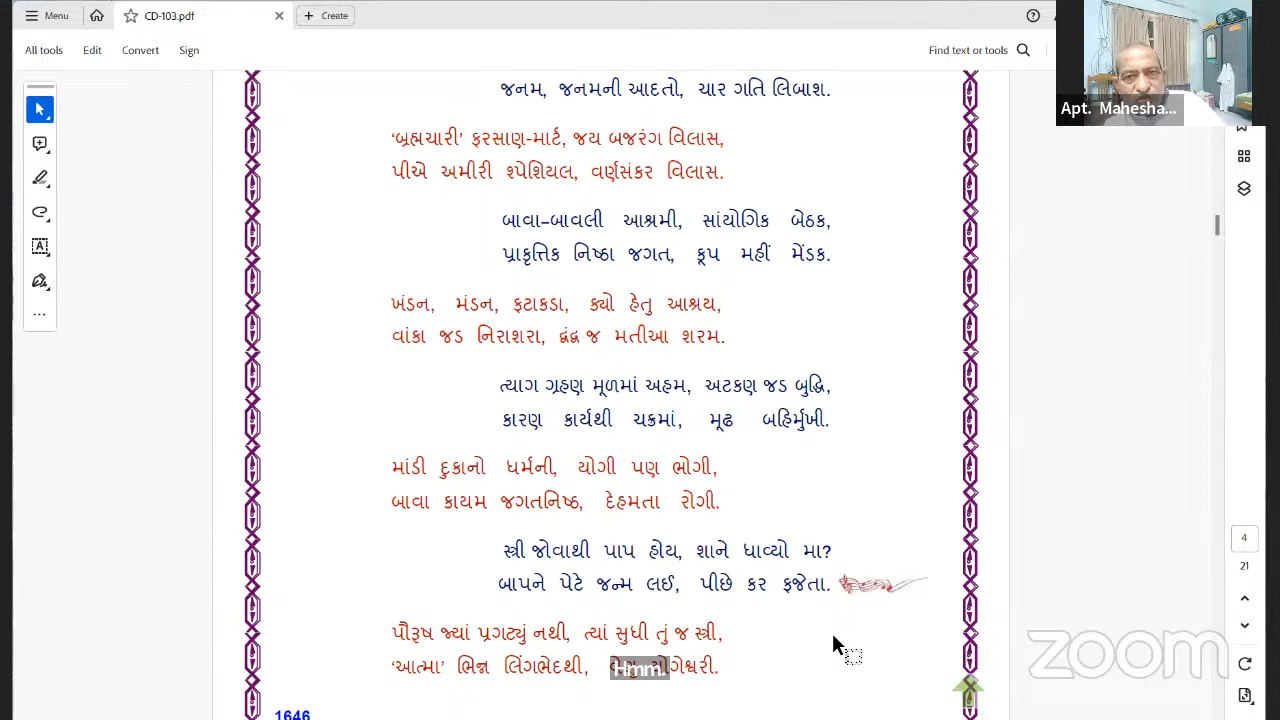 Menu
CD-103.pdf
Create
All tools
Edit
Convert
Sign
Find text or tools
Apt. Mahesha...
જનમ, જનમની આદતો, ચાર ગતિ લિબાશ.
‘બ્રહ્મચારી’ ફરસાણ-માર્ટ, જય બજરંગ વિલાસ,
પીએ અમીરી શ્પેશિયલ, વર્ણસંકર વિલાસ.
બાવા–બાવલી આશ્રમી, સાંયોગિક બેઠક,
પ્રાકૃત્તિક નિષ્ઠા જગત, કૂપ મહીં મેંડક.
ખંડન, મંડન, ફટાકડા, ક્યો હેતુ આશ્રય,
વાંકા જડ નિરાશરા, દ્વંદ્વ જ મતીઆ શરમ.
ત્યાગ ગ્રહણ મૂળમાં અહમ, અટકણ જડ બુદ્ધિ,
કારણ કાર્યથી ચક્રમાં, મૂઢ બહિર્મુખી.
માંડી દુકાનો ધર્મની, યોગી પણ ભોગી,
બાવા કાયમ જગતનિષ્ઠ, દેહમતા રોગી.
સ્ત્રી જોવાથી પાપ હોય, શાને ધાવ્યો મા?
બાપને પેટે જન્મ લઈ, પીછે કર ફજેતા.
પૌરૂષ જ્યાં પ્રગટ્યું નથી, ત્યાં સુધી તું જ સ્ત્રી,
‘આત્મા’ ભિન્ન લિંગભેદથી,
Hmm.
1646
4
21
zoom